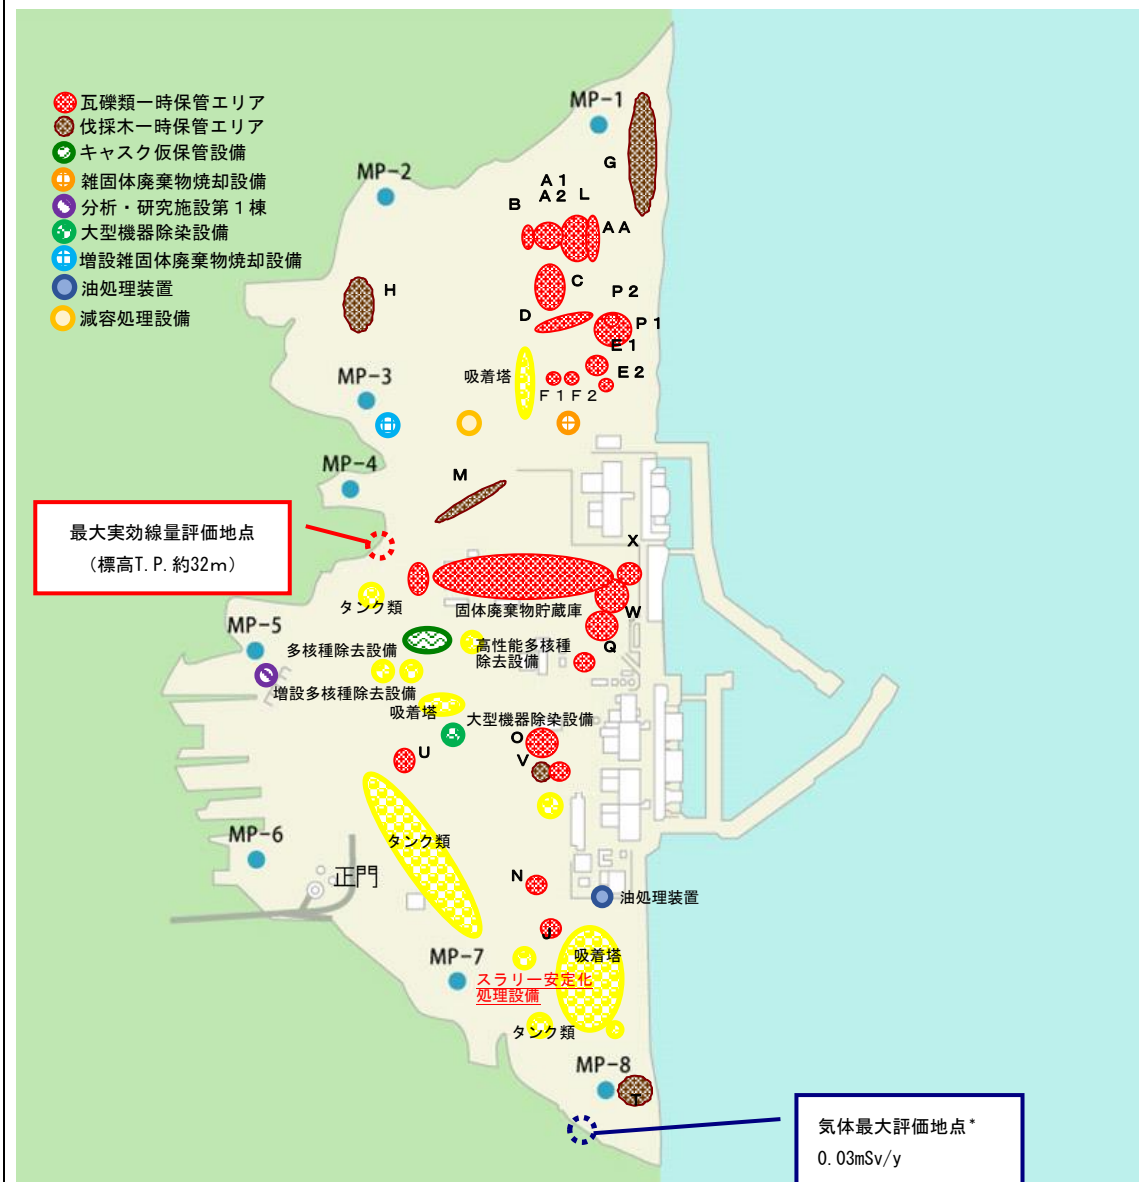 MP-1
瓦礫類一時保管エリア
伐採木一時保管エリア
キャスク仮保管設備
雑固体廃棄物焼却設備
分析・研究施設第1棟
大型機器除染設備
増設雑固体廃棄物焼却設備
油処理装置
減容処理設備
G
MP-2
A1
A2
L
B
AA
H
C
P2
D
P1
E1
MP-3
吸着塔
E2
F1
F2
MP-4
M
最大実効線量評価地点
(標高T.P.約32m)
X
タンク類
固体廃棄物貯蔵庫
W
MP-5
多核種除去設備
高性能多核種
除去設備
Q
増設多核種除去設備
吸着塔
大型機器除染設備
O
U
V
MP-6
タンク類
正門
N
油処理装置
J
MP-7
吸着塔
スラリー安定化
処理設備
タンク類
MP-8
T
気体最大評価地点*
0.03mSv/y